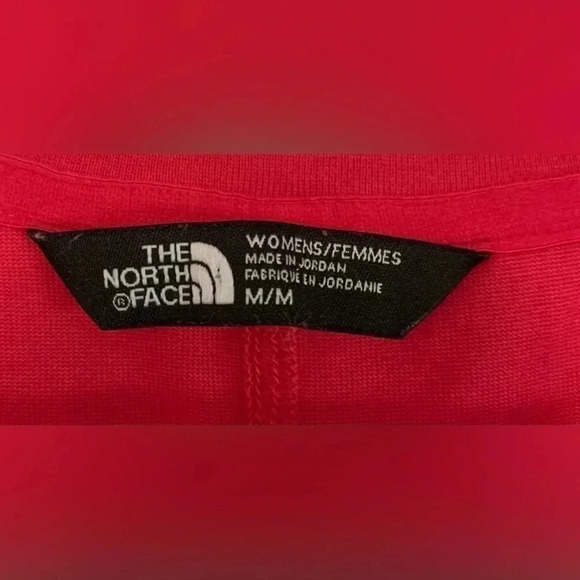 THE
NORTH
® FACE
WOMENS/FEMMES
MADE IN JORDAN
FABRIQUE EN JORDANIE
M/M